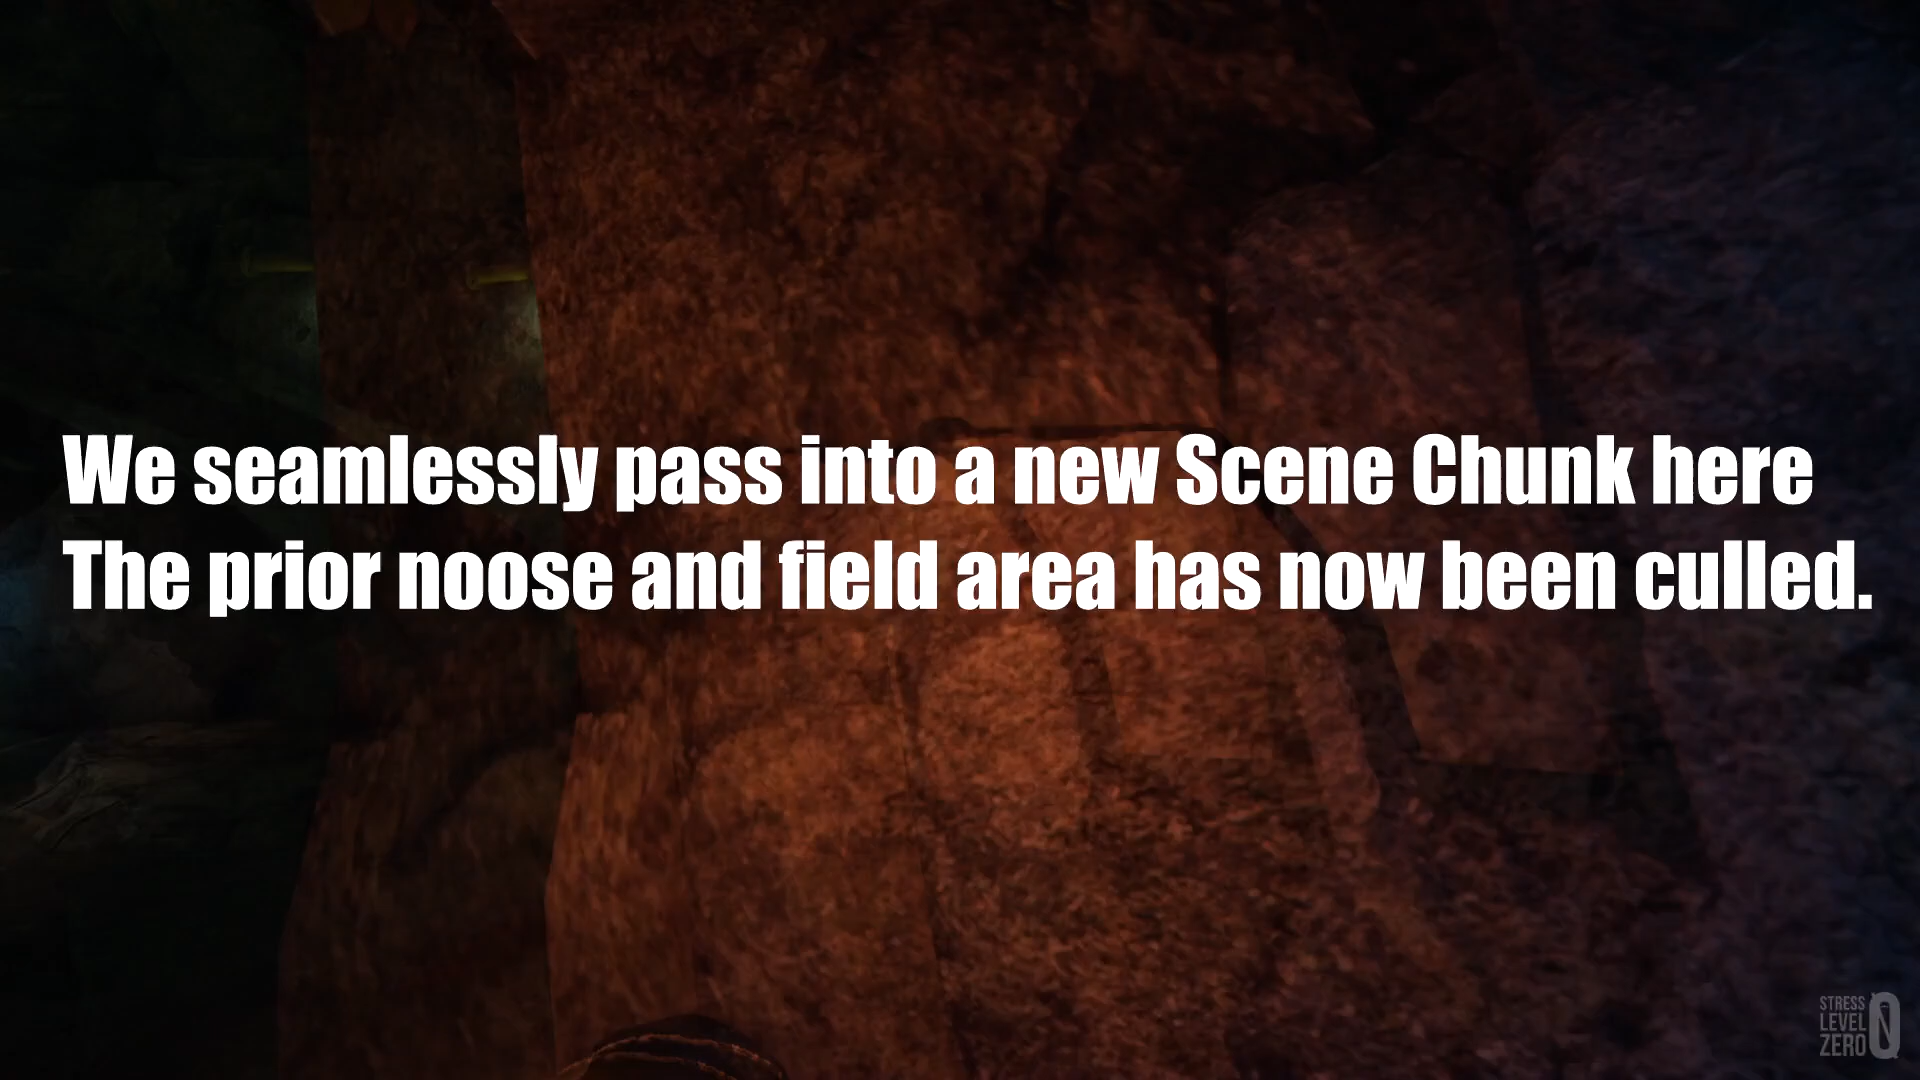 We seamlessly pass into a new Scene Chunk here
The prior noose and field area has now been culled.
STRESS
LEVEL
ZERO
0